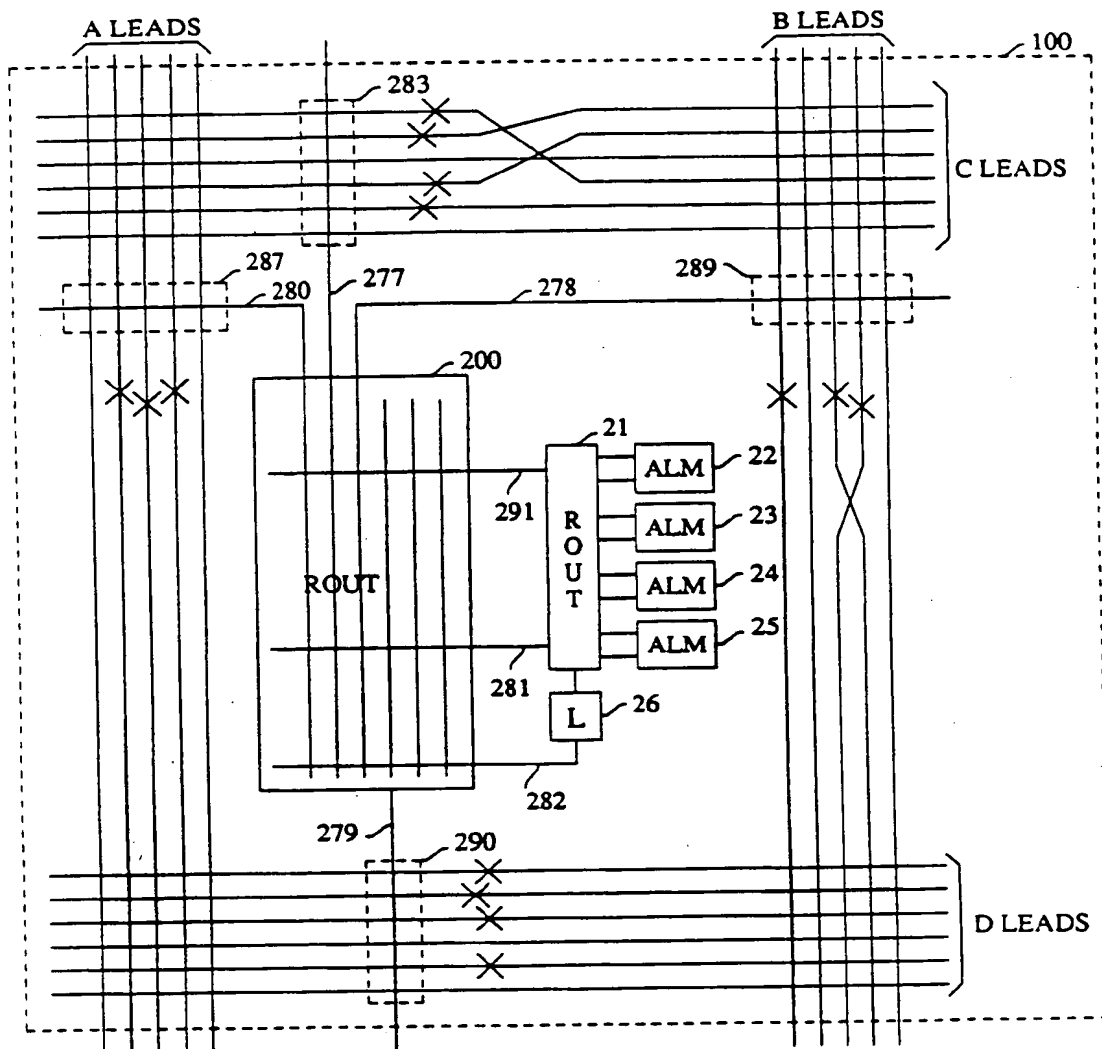 A LEADS
B LEADS
100
283
C LEADS
287
280
277
278
289
200
21
ALM
22
291
ALM
23
R
O
U
T
ROUT
ALM
24
ALM
25
281
L
26
282
279
290
D LEADS